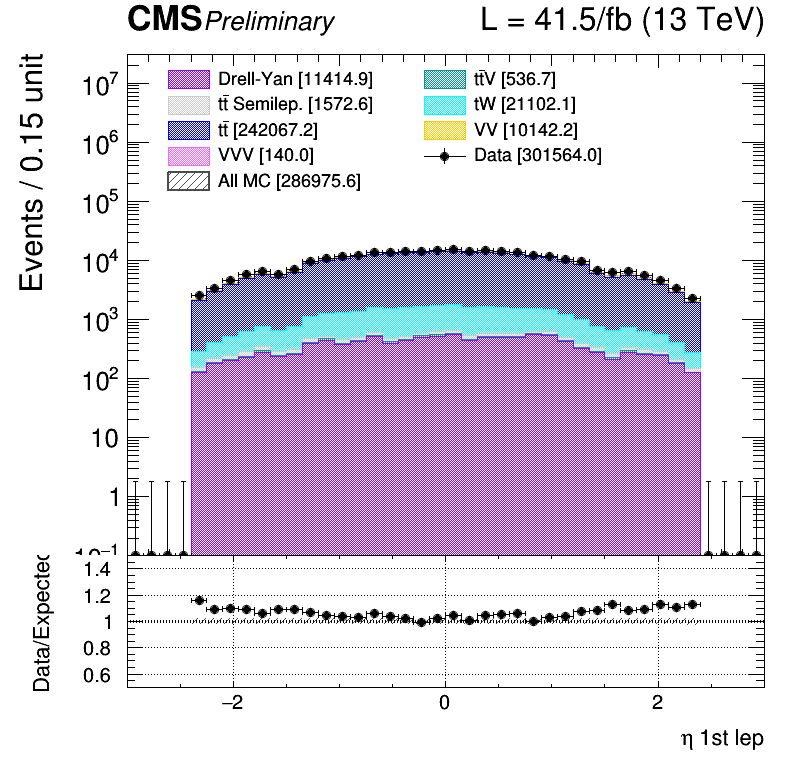 CMS Preliminary L = 41.5/fb (13 TeV)
Events / 0.15 unit
Drell-Yan [11414.9] tt̄V [536.7]
tt̄ Semilep. [1572.6] tW [21102.1]
tt̄ [242067.2] VV [10142.2]
VVV [140.0] Data [301564.0]
All MC [286975.6]
10⁷
10⁶
10⁵
10⁴
10³
10²
10
1
Data/Expected
1.4
1.2
1
0.8
0.6
−2 0 2
η 1st lep